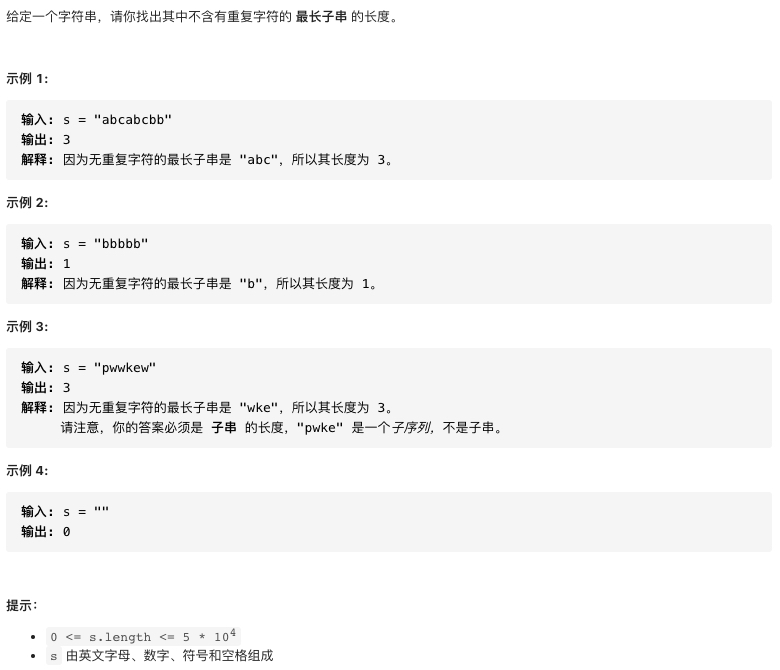 给定一个字符串，请你找出其中不含有重复字符的 最长子串 的长度。
示例 1:
输入: s = "abcabcbb"
输出: 3
解释: 因为无重复字符的最长子串是 "abc"，所以其长度为 3。
示例 2:
输入: s = "bbbbb"
输出: 1
解释: 因为无重复字符的最长子串是 "b"，所以其长度为 1。
示例 3:
输入: s = "pwwkew"
输出: 3
解释: 因为无重复字符的最长子串是 "wke"，所以其长度为 3。
请注意，你的答案必须是 子串 的长度，"pwke" 是一个子序列，不是子串。
示例 4:
输入: s = ""
输出: 0
提示：
• 0 <= s.length <= 5 * 10⁴
• s 由英文字母、数字、符号和空格组成